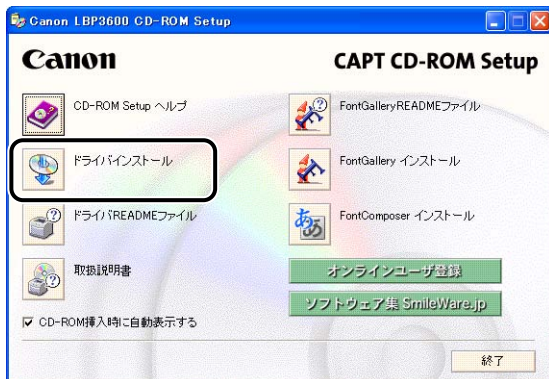 Canon LBP3600 CD-ROM Setup
Canon
CAPT CD-ROM Setup
CD-ROM Setup ヘルプ
ドライバインストール
ドライバREADMEファイル
取扱説明書
FontGalleryREADMEファイル
FontGallery インストール
FontComposer インストール
オンラインユーザ登録
ソフトウェア集 SmileWare.jp
CD-ROM挿入時に自動表示する
終了